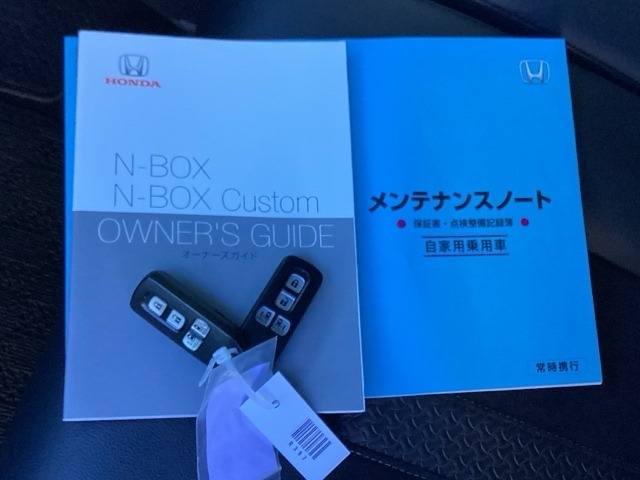 HONDA
N-BOX
N-BOX Custom
OWNER'S GUIDE
オーナーズガイド
メンテナンスノート
保証書・点検整備記録簿
自家用乗用車
常時携行